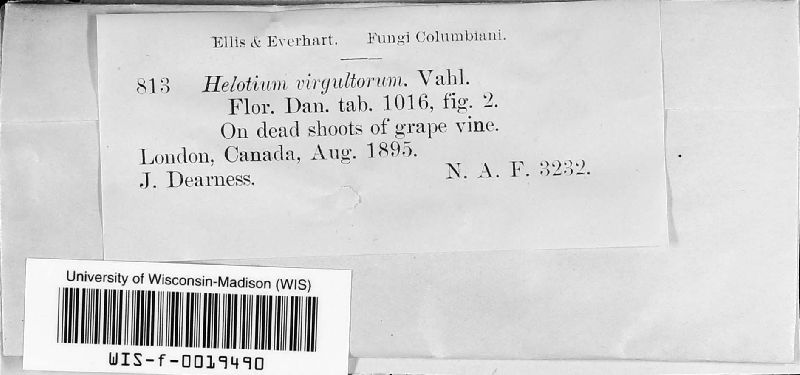 Ellis & Everhart. Fungi Columbiani.
813 Helotium virgultorum. Vahl.
Flor. Dan. tab. 1016, fig. 2.
On dead shoots of grape vine.
London, Canada, Aug. 1895.
J. Dearness. N. A. F. 3232.
University of Wisconsin-Madison (WIS)
WIS-f-0019490